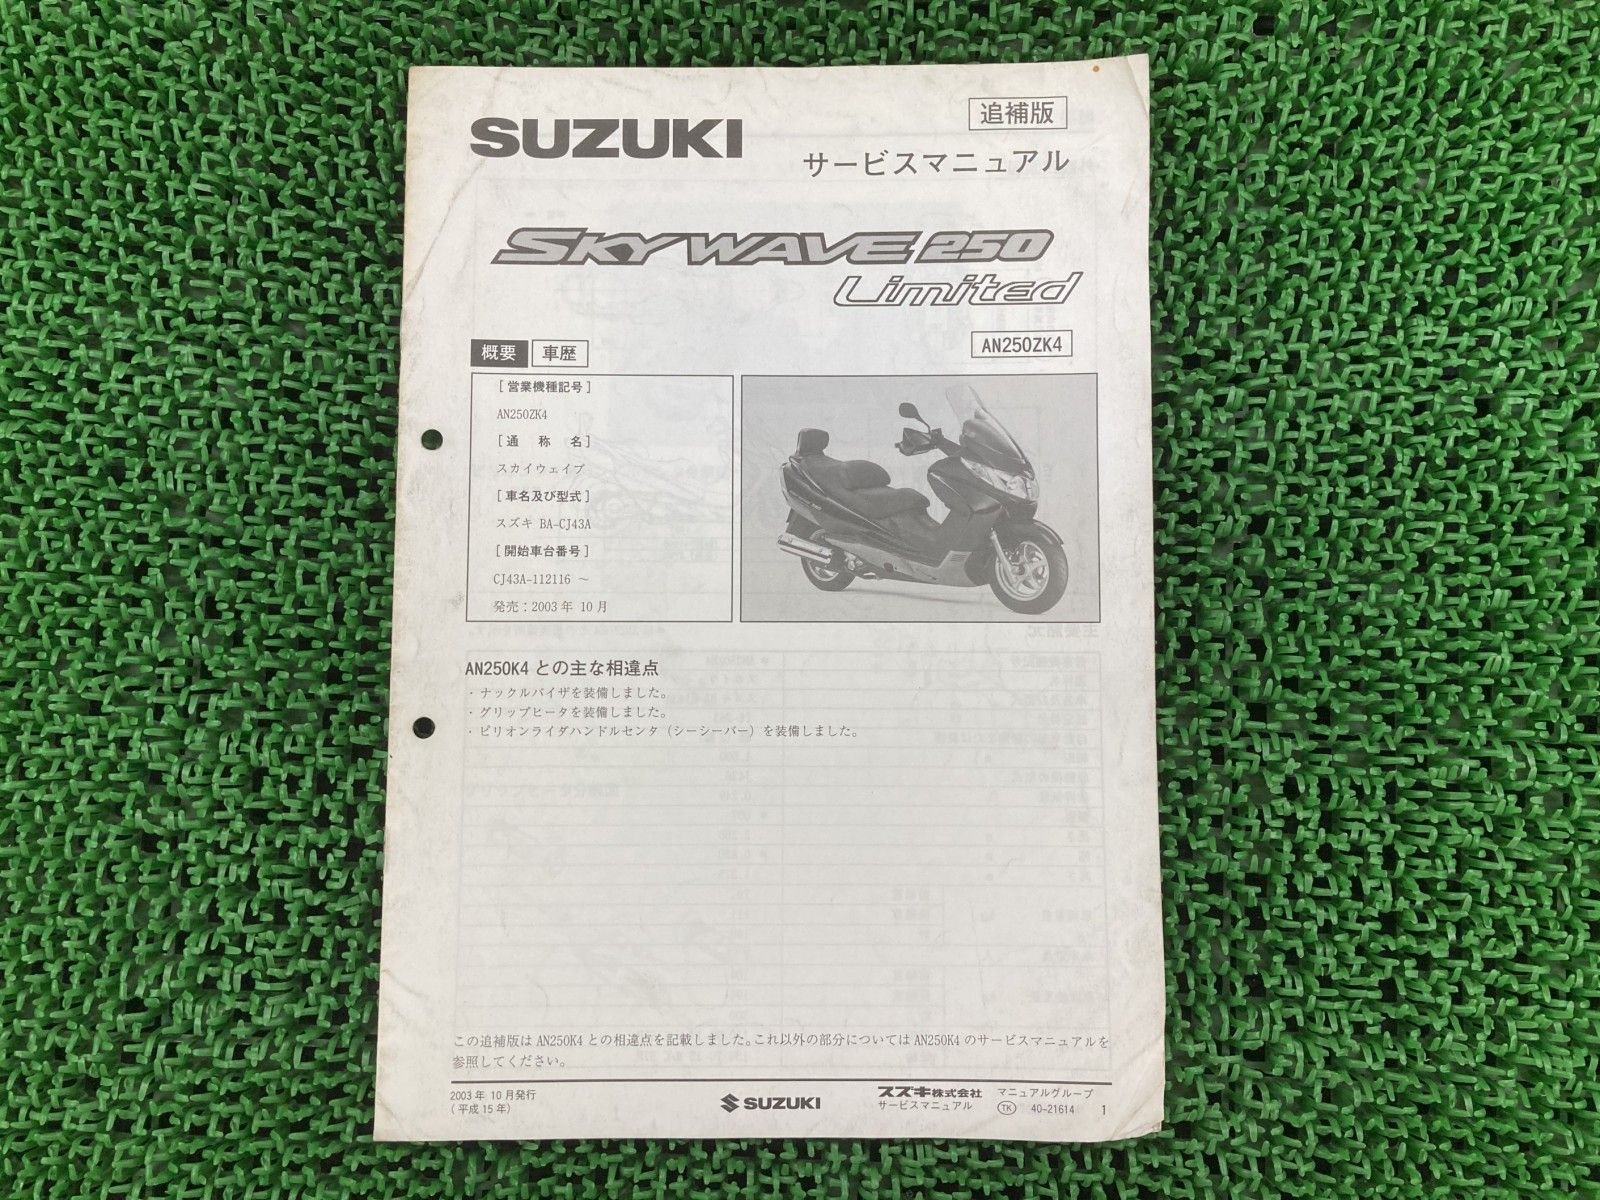 追補版
SUZUKI
サービスマニュアル
SKYWAVE 250
Limited
概要 車歴
AN250ZK4
[ 営業機種記号 ]
AN250ZK4
[ 通 称 名 ]
スカイウェイブ
[ 車名及び型式 ]
スズキ BA-CJ43A
[ 開始車台番号 ]
CJ43A-112116 ～
発売：2003 年 10 月
AN250K4 との主な相違点
・ナックルバイザを装備しました。
・グリップヒータを装備しました。
・ピリオンライダハンドルセンタ（シーシーバー）を装備しました。
この追補版は AN250K4 との相違点を記載しました。これ以外の部分については AN250K4 のサービスマニュアルを
参照してください。
2003 年 10 月発行
( 平成 15 年)
SUZUKI
スズキ株式会社 マニュアルグループ
サービスマニュアル TK 40-21614 1